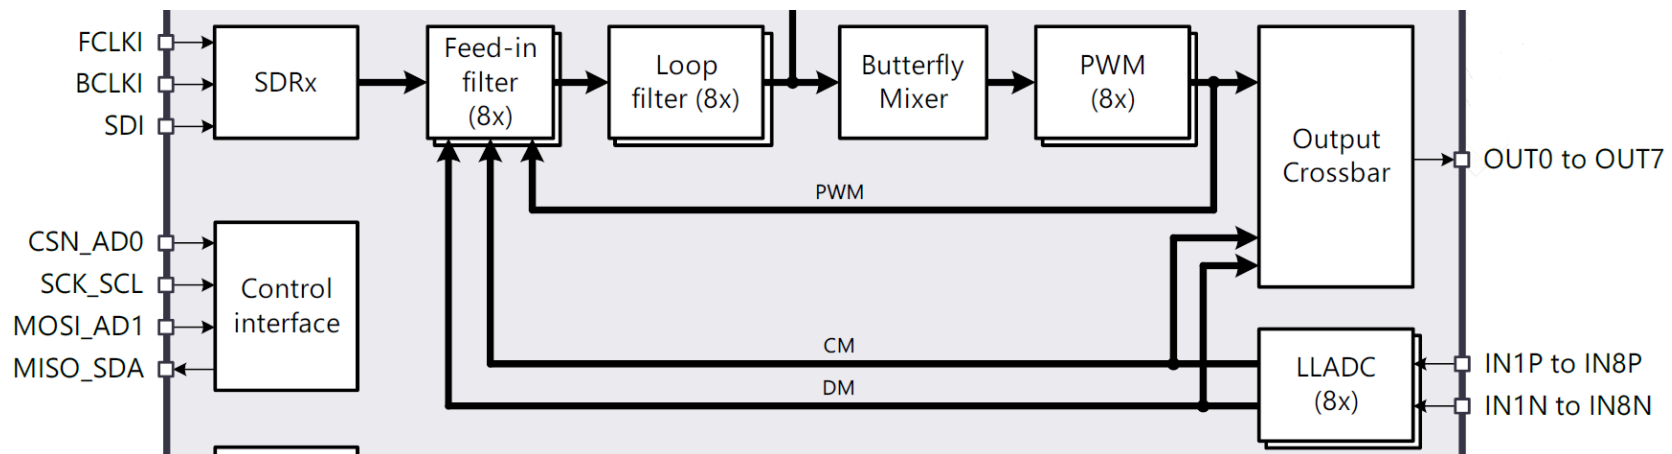 FCLKI
BCLKI
SDI
SDRx
Feed-in
filter
(8x)
Loop
filter (8x)
Butterfly
Mixer
PWM
(8x)
Output
Crossbar
OUT0 to OUT7
PWM
CSN_AD0
SCK_SCL
MOSI_AD1
MISO_SDA
Control
interface
CM
DM
LLADC
(8x)
IN1P to IN8P
IN1N to IN8N